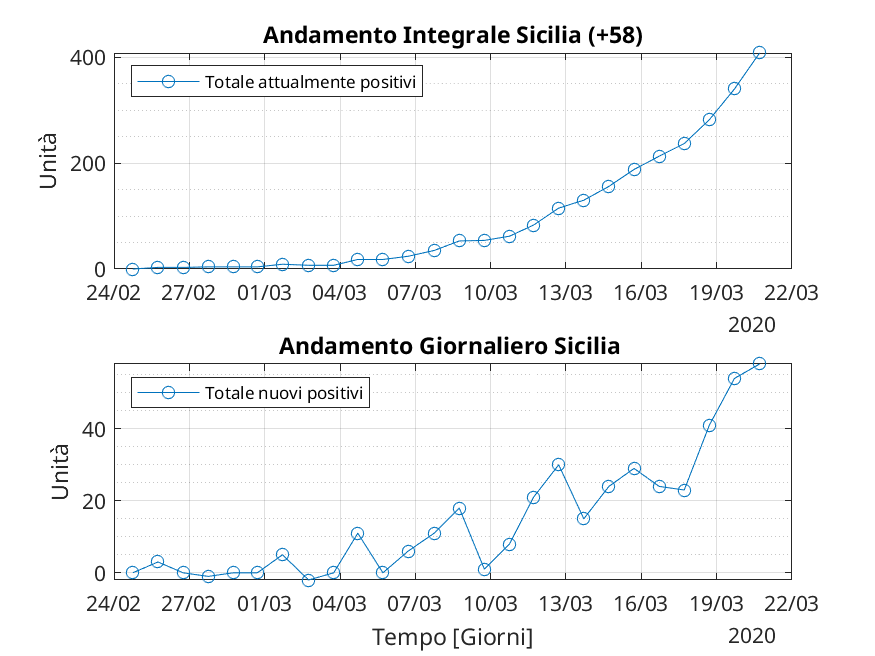 Andamento Integrale Sicilia (+58)
400
200
0
Unità
Totale attualmente positivi
24/02 27/02 01/03 04/03 07/03 10/03 13/03 16/03 19/03 22/03
2020
Andamento Giornaliero Sicilia
40
20
0
Unità
Totale nuovi positivi
24/02 27/02 01/03 04/03 07/03 10/03 13/03 16/03 19/03 22/03
Tempo [Giorni]
2020